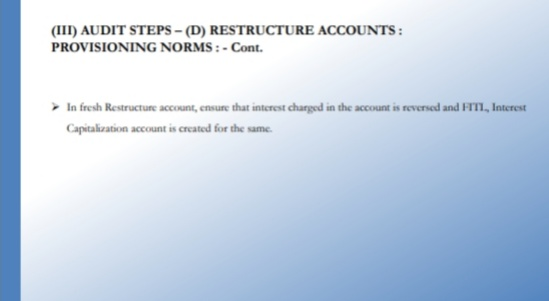 (III) AUDIT STEPS – (D) RESTRUCTURE ACCOUNTS :
PROVISIONING NORMS : - Cont.
➢ In fresh Restructure account, ensure that interest charged in the account is reversed and FITL, Interest
Capitalization account is created for the same.